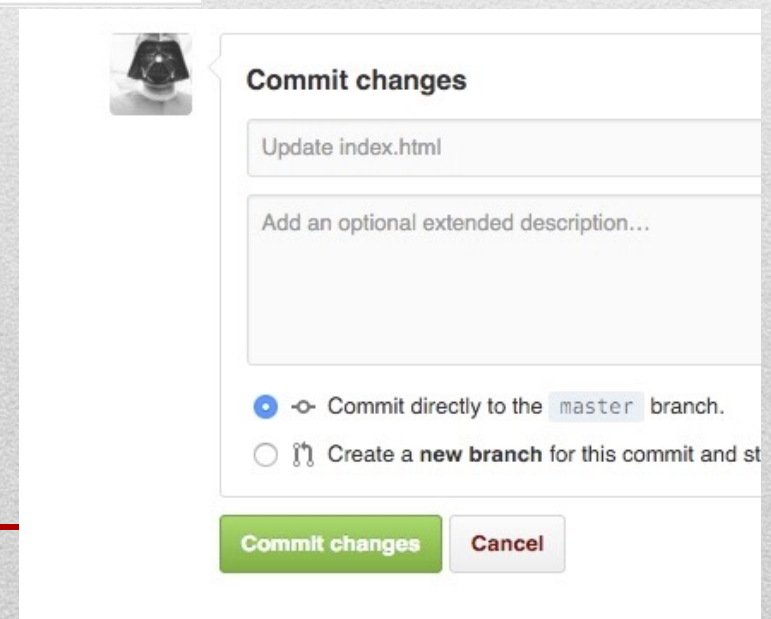 Commit changes
Update index.html
Add an optional extended description…
Commit directly to the master branch.
Create a new branch for this commit and st
Commit changes
Cancel